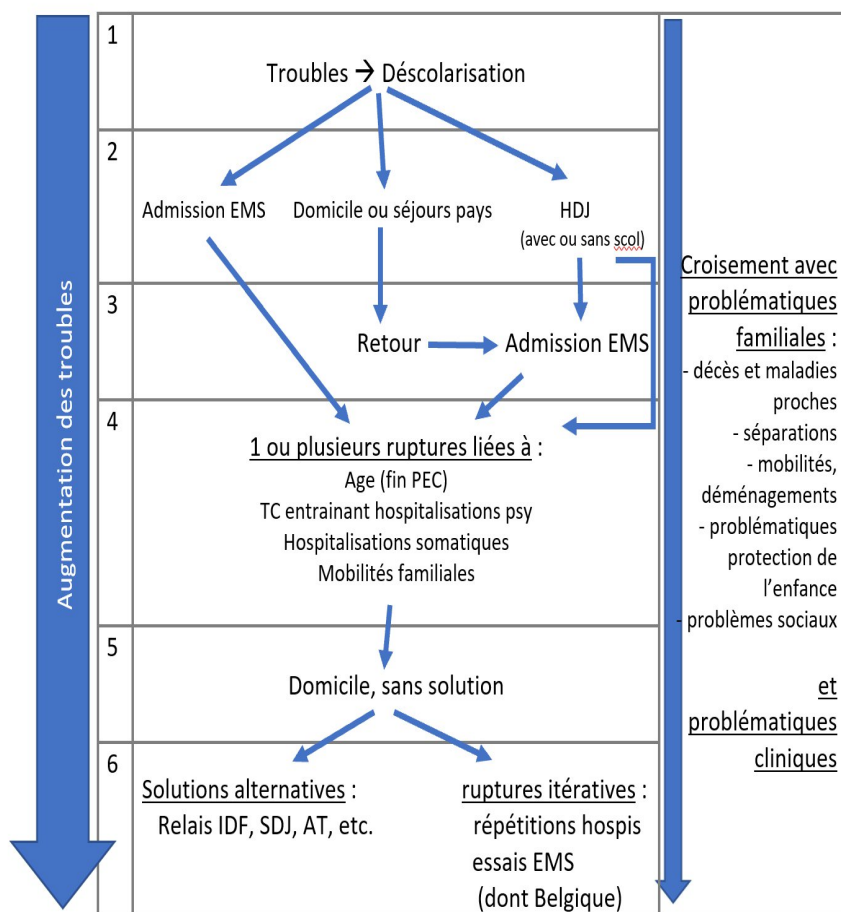 Augmentation des troubles
1
Troubles → Déscolarisation
2
Admission EMS
Domicile ou séjours pays
HDJ
(avec ou sans scol)
3
Retour
Admission EMS
4
1 ou plusieurs ruptures liées à :
Age (fin PEC)
TC entrainant hospitalisations psy
Hospitalisations somatiques
Mobilités familiales
5
Domicile, sans solution
6
Solutions alternatives :
Relais IDF, SDJ, AT, etc.
ruptures itératives :
répétitions hospis
essais EMS
(dont Belgique)
Croisement avec
problématiques
familiales :
- décès et maladies
proches
- séparations
- mobilités,
déménagements
- problématiques
protection de
l’enfance
- problèmes sociaux
et
problématiques
cliniques